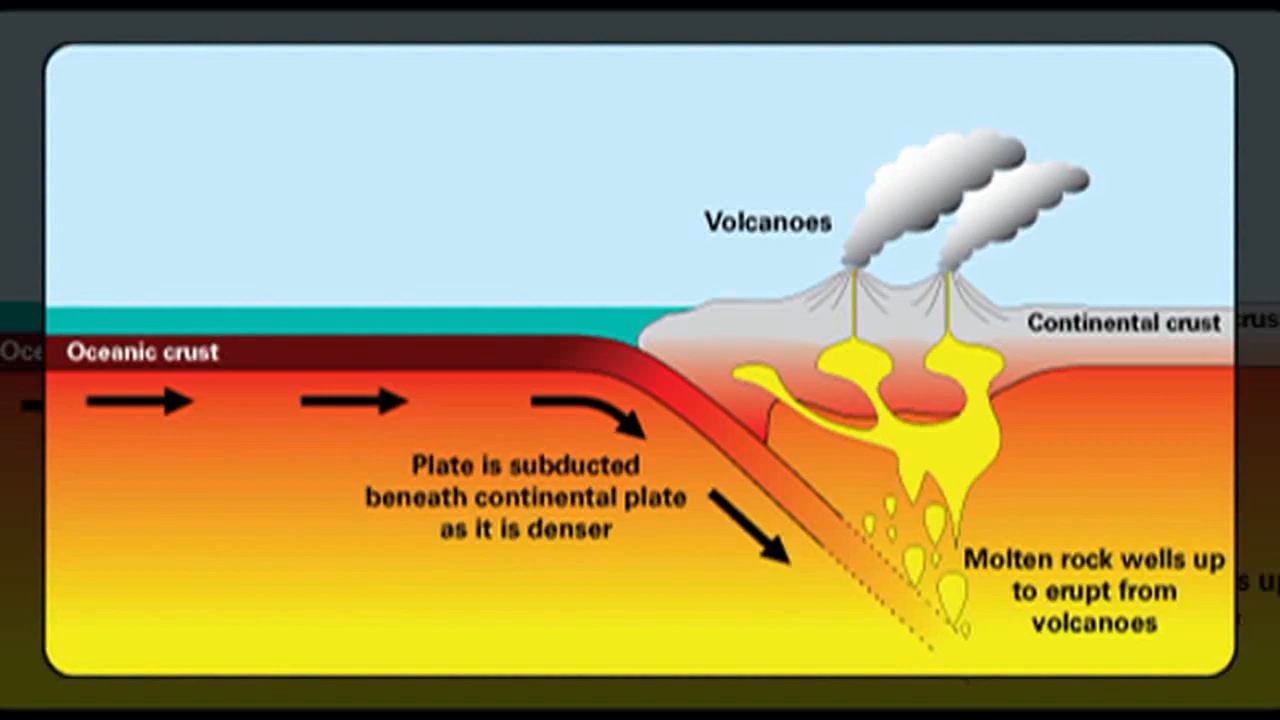 Volcanoes
Continental crust
Oceanic crust
Plate is subducted
beneath continental plate
as it is denser
Molten rock wells up
to erupt from
volcanoes